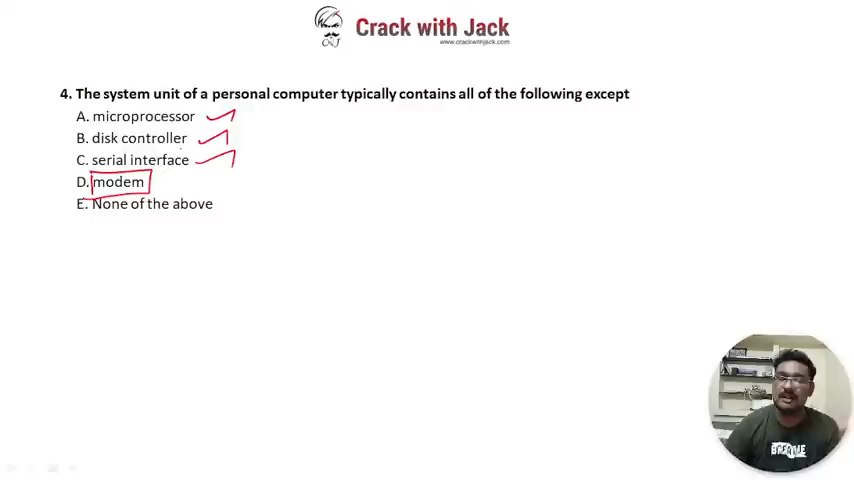 CWJ
Crack with Jack
www.crackwithjack.com
4. The system unit of a personal computer typically contains all of the following except
A. microprocessor
B. disk controller
C. serial interface
D. modem
E. None of the above